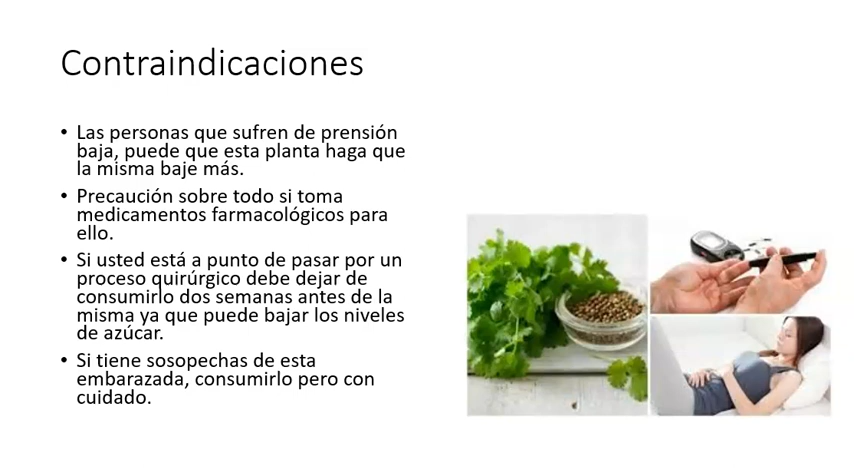 Contraindicaciones
• Las personas que sufren de prensión
baja, puede que esta planta haga que
la misma baje más.
• Precaución sobre todo si toma
medicamentos farmacológicos para
ello.
• Si usted está a punto de pasar por un
proceso quirúrgico debe dejar de
consumirlo dos semanas antes de la
misma ya que puede bajar los niveles
de azúcar.
• Si tiene sosopechas de esta
embarazada, consumirlo pero con
cuidado.